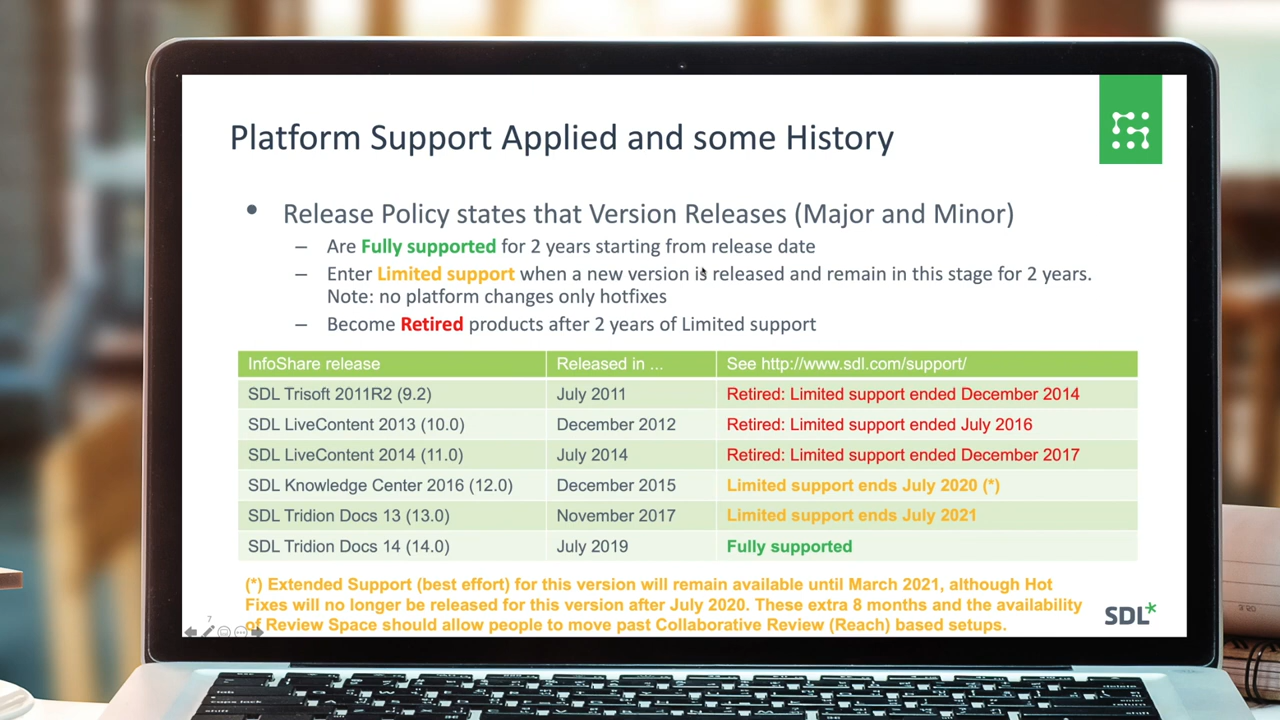 Platform Support Applied and some History
• Release Policy states that Version Releases (Major and Minor)
– Are Fully supported for 2 years starting from release date
– Enter Limited support when a new version is released and remain in this stage for 2 years.
Note: no platform changes only hotfixes
– Become Retired products after 2 years of Limited support
InfoShare release Released in ... See http://www.sdl.com/support/
SDL Trisoft 2011R2 (9.2) July 2011 Retired: Limited support ended December 2014
SDL LiveContent 2013 (10.0) December 2012 Retired: Limited support ended July 2016
SDL LiveContent 2014 (11.0) July 2014 Retired: Limited support ended December 2017
SDL Knowledge Center 2016 (12.0) December 2015 Limited support ends July 2020 (*)
SDL Tridion Docs 13 (13.0) November 2017 Limited support ends July 2021
SDL Tridion Docs 14 (14.0) July 2019 Fully supported
(*) Extended Support (best effort) for this version will remain available until March 2021, although Hot
Fixes will no longer be released for this version after July 2020. These extra 8 months and the availability
of Review Space should allow people to move past Collaborative Review (Reach) based setups.
7
SDL*